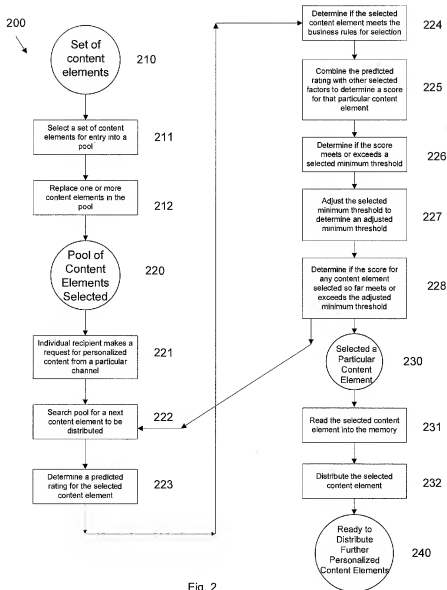 200
Set of
content
elements
210
Select a set of content
elements for entry into a
pool
211
Replace one or more
content elements in the
pool
212
Pool of
Content
Elements
Selected
220
Individual recipient makes a
request for personalized
content from a particular
channel
221
Search pool for a next
content element to be
distributed
222
Determine a predicted
rating for the selected
content element
223
Determine if the selected
content element meets the
business rules for selection
224
Combine the predicted
rating with other selected
factors to determine a score
for that particular content
element
225
Determine if the score
meets or exceeds a
selected minimum threshold
226
Adjust the selected
minimum threshold to
determine an adjusted
minimum threshold
227
Determine if the score for
any content element
selected so far meets or
exceeds the adjusted
minimum threshold
228
Selected a
Particular
Content
Element
230
Read the selected content
element into the memory
231
Distribute the selected
content element
232
Ready to
Distribute
Further
Personalized
Content Elements
240
Fig. 2